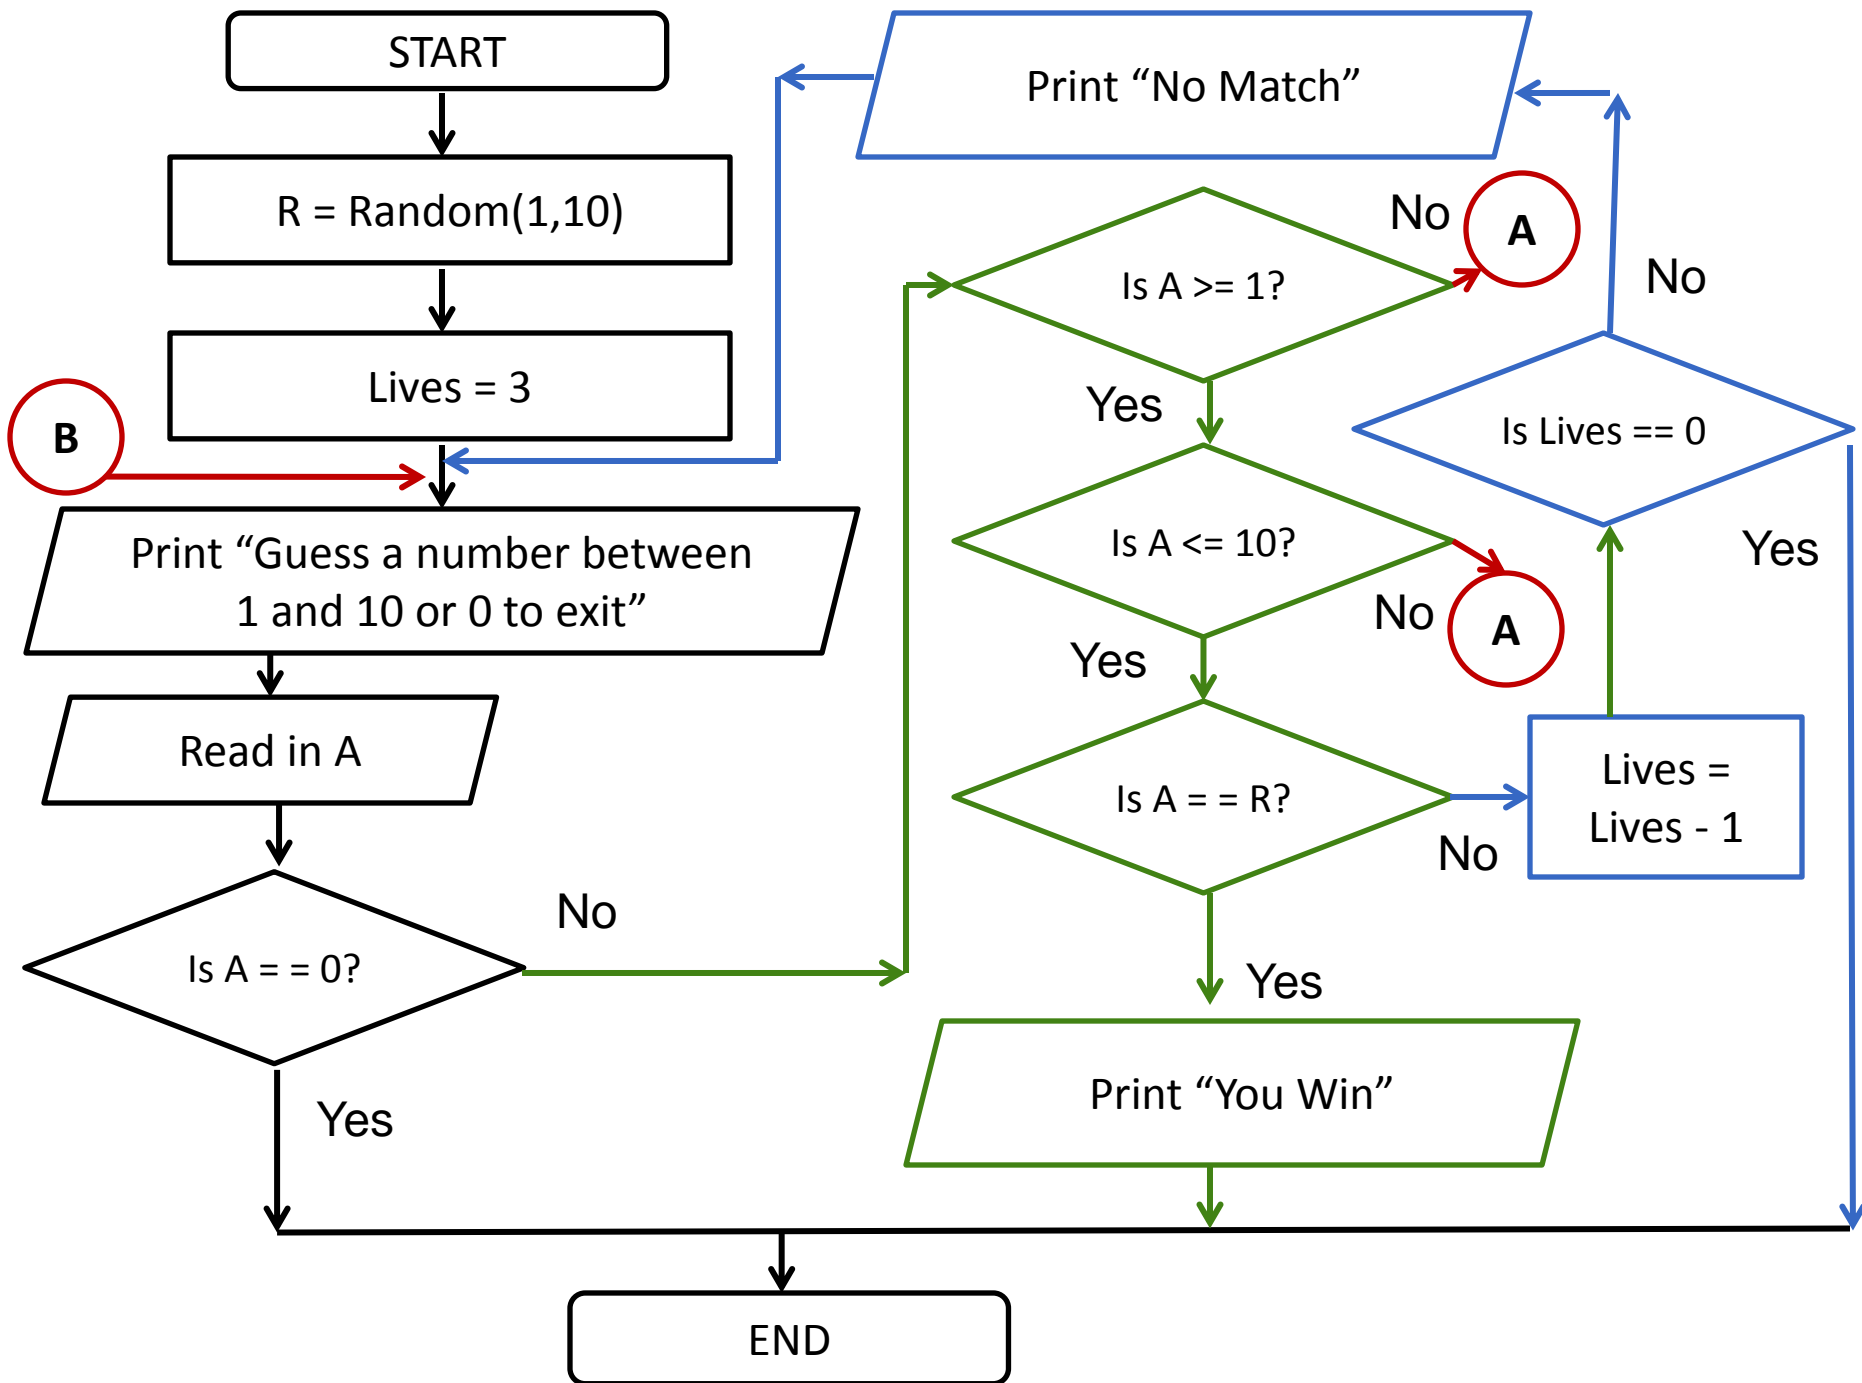 START
R = Random(1,10)
Lives = 3
B
Print “Guess a number between
1 and 10 or 0 to exit”
Read in A
Is A = = 0?
No
Yes
Print “No Match”
Is A >= 1?
No
A
Yes
Is A <= 10?
No
A
Yes
Is A = = R?
No
Lives =
Lives - 1
Is Lives == 0
No
Yes
Yes
Print “You Win”
END